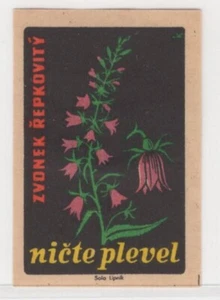 ZVONEK ŘEPKOVITÝ
ničte plevel
Solo Lipník